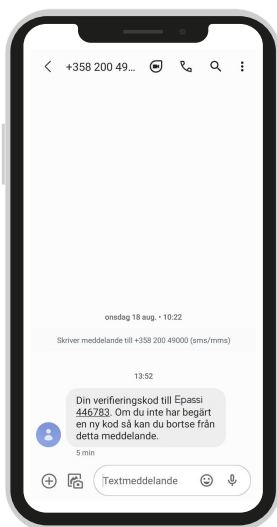 +358 200 49...
onsdag 18 aug. • 10:22
Skriver meddelande till +358 200 49000 (sms/mms)
13:52
Din verifieringskod till Epassi
446783. Om du inte har begärt
en ny kod så kan du bortse från
detta meddelande.
5 min
Textmeddelande